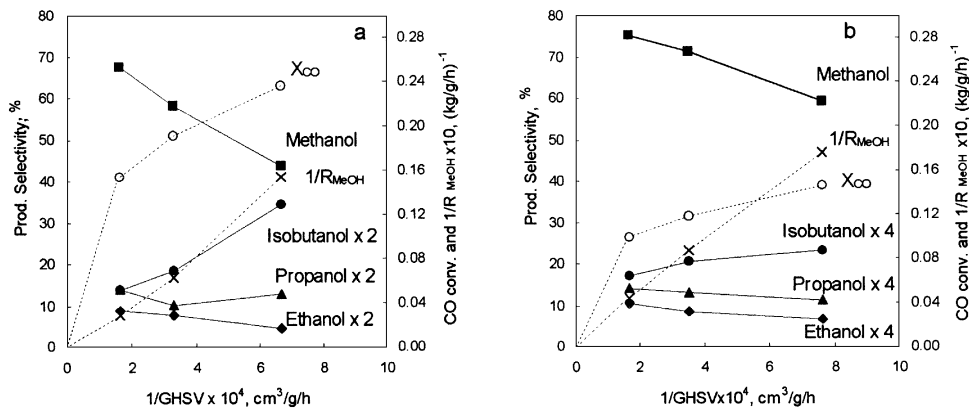 a
Prod. Selectivity, %
80
70
60
50
40
30
20
10
0
0.28
0.24
0.20
0.16
0.12
0.08
0.04
0.00
CO conv. and 1/R MeOH x10, (kg/g/h)-1
XCO
Methanol
1/RMeOH
Isobutanol x 2
Propanol x 2
Ethanol x 2
0 2 4 6 8 10
1/GHSV x 10⁴, cm³/g/h
b
Prod. Selectivity, %
80
70
60
50
40
30
20
10
0
0.28
0.24
0.20
0.16
0.12
0.08
0.04
0.00
CO conv. and 1/R MeOH x10, (kg/g/h)-1
Methanol
1/RMeOH
XCO
Isobutanol x 4
Propanol x 4
Ethanol x 4
0 2 4 6 8 10
1/GHSVx10⁴, cm³/g/h